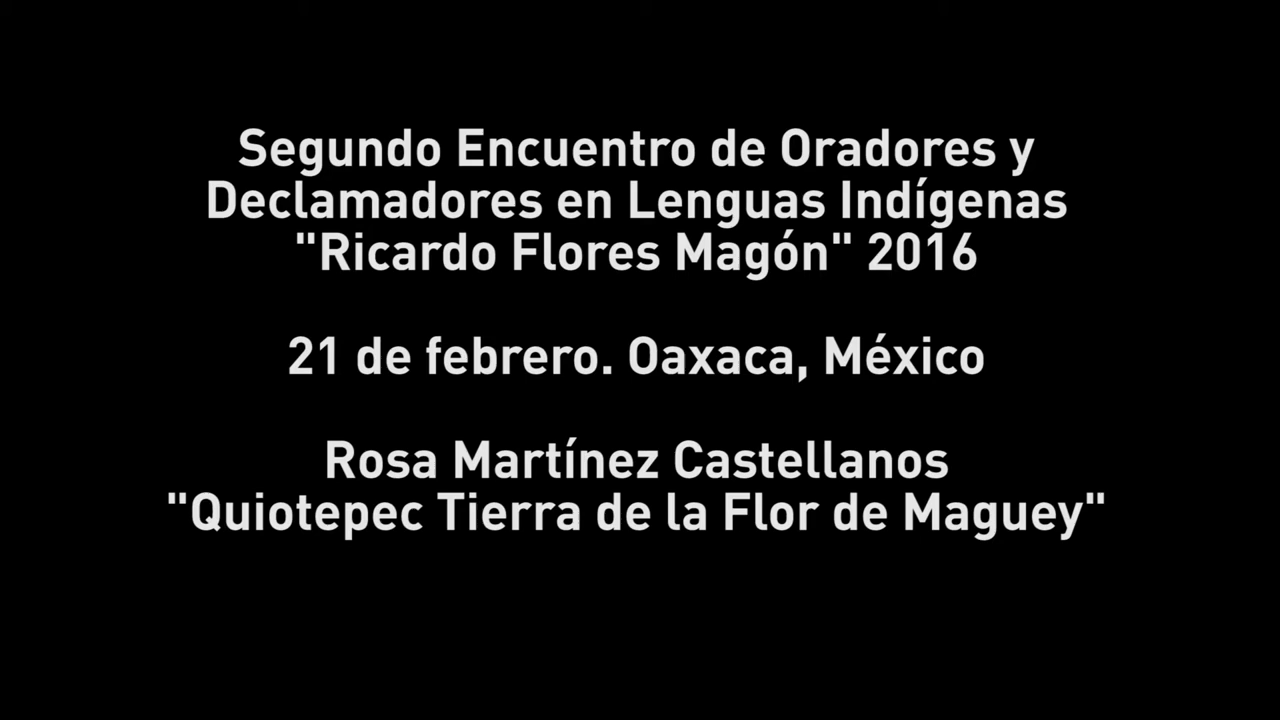 Segundo Encuentro de Oradores y
Declamadores en Lenguas Indígenas
"Ricardo Flores Magón" 2016
21 de febrero. Oaxaca, México
Rosa Martínez Castellanos
"Quiotepec Tierra de la Flor de Maguey"